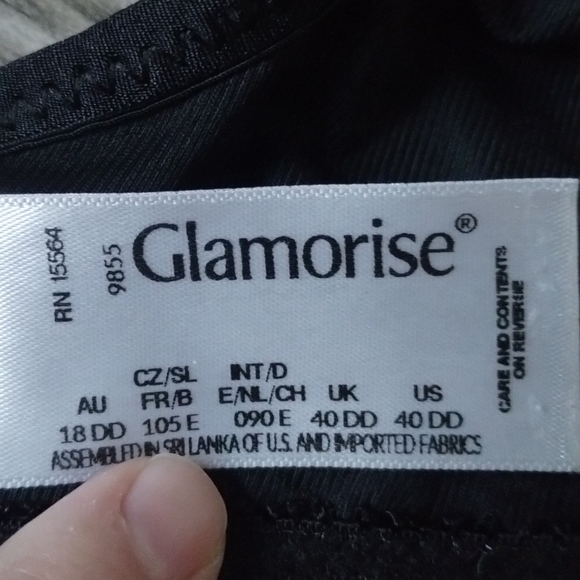 RN 15564
9855
Glamorise®
CARE AND CONTENTS
ON REVERSE
CZ/SL INT/D
AU FR/B E/NL/CH UK US
18 DD 105 E 090 E 40 DD 40 DD
ASSEMBLED IN SRI LANKA OF U.S. AND IMPORTED FABRICS